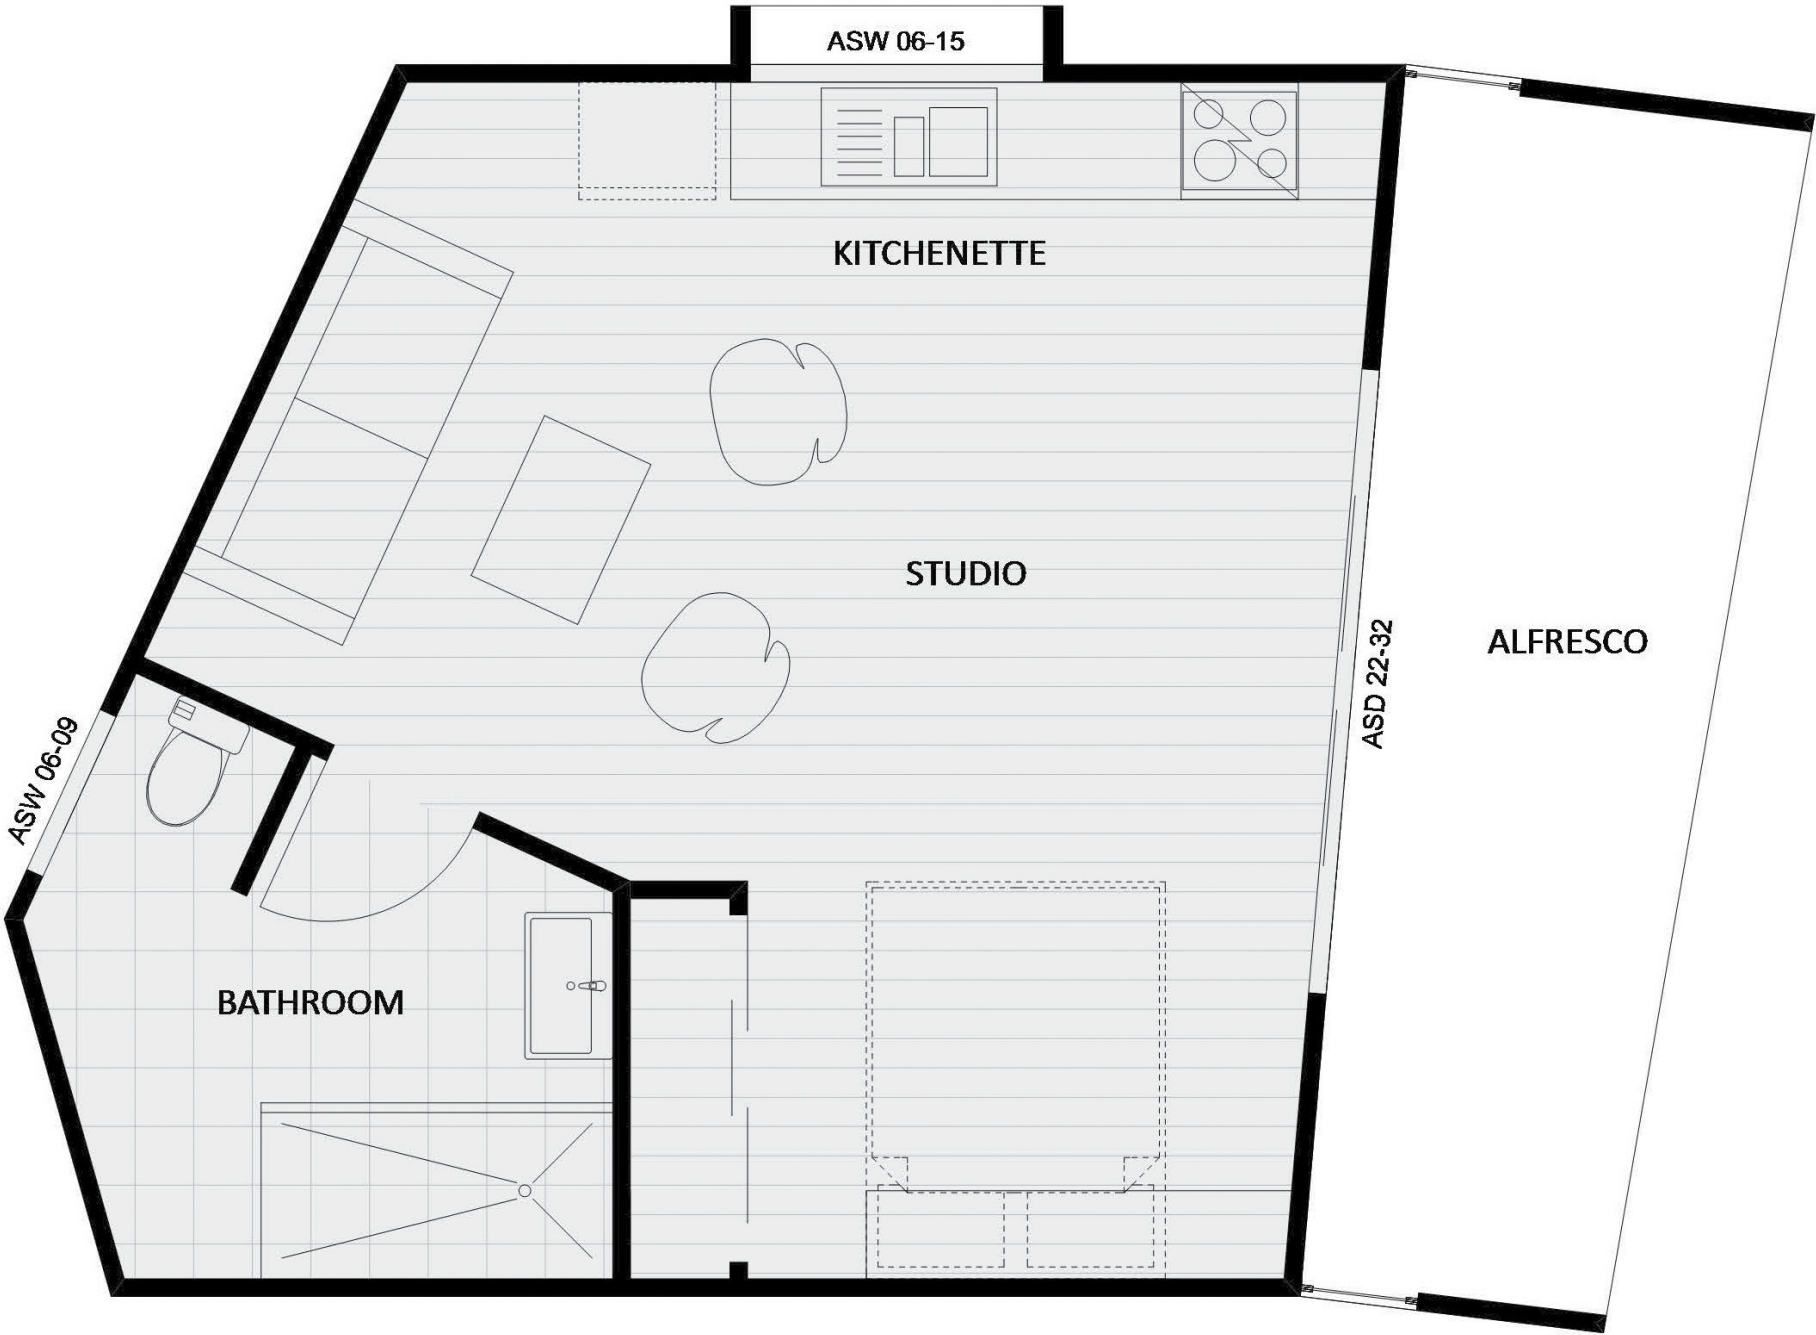 ASW 06-15
KITCHENETTE
STUDIO
ALFRESCO
ASD 22-32
ASW 06-09
BATHROOM